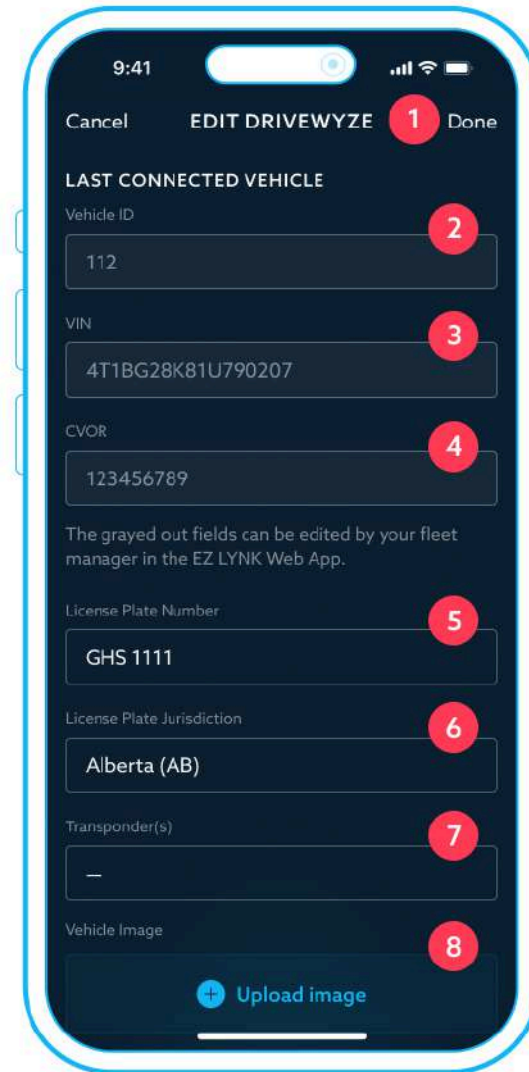 9:41
Cancel EDIT DRIVEWYZE 1 Done
LAST CONNECTED VEHICLE
Vehicle ID
2
112
VIN
3
4T1BG28K81U790207
CVOR
4
123456789
The grayed out fields can be edited by your fleet
manager in the EZ LYNK Web App.
License Plate Number
5
GHS 1111
License Plate Jurisdiction
6
Alberta (AB)
Transponder(s)
7
—
Vehicle Image
8
+ Upload image